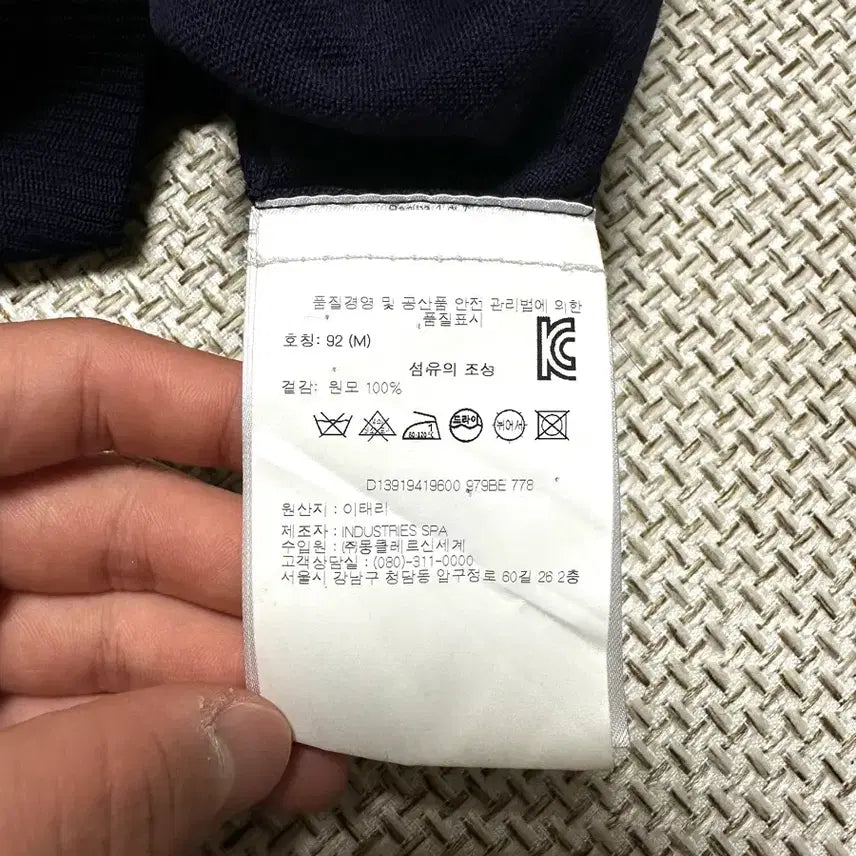 품질경영 및 공산품 안전 관리법에 의한
품질표시
호칭: 92 (M)
섬유의 조성
겉감: 원모 100%
드라이
뉘어서
D13919419600 979BE 778
원산지 : 이태리
제조자 : INDUSTRIES SPA
수입원 : (주)몽클레르신세계
고객상담실 : (080)-311-0000
서울시 강남구 청담동 압구정로 60길 26 2층